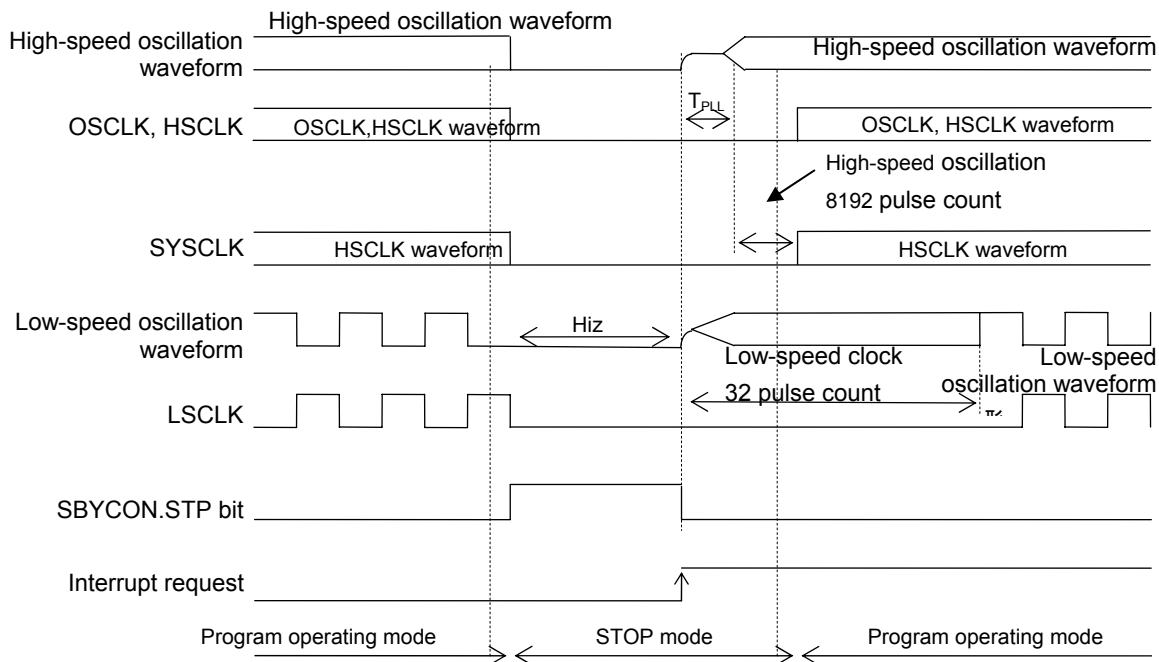 High-speed oscillation waveform
High-speed oscillation
waveform
High-speed oscillation waveform
TPLL
OSCLK, HSCLK
OSCLK,HSCLK waveform
OSCLK, HSCLK waveform
High-speed oscillation
8192 pulse count
SYSCLK
HSCLK waveform
HSCLK waveform
Low-speed oscillation
waveform
Hiz
Low-speed clock
32 pulse count
Low-speed
oscillation waveform
LSCLK
SBYCON.STP bit
Interrupt request
Program operating mode
STOP mode
Program operating mode